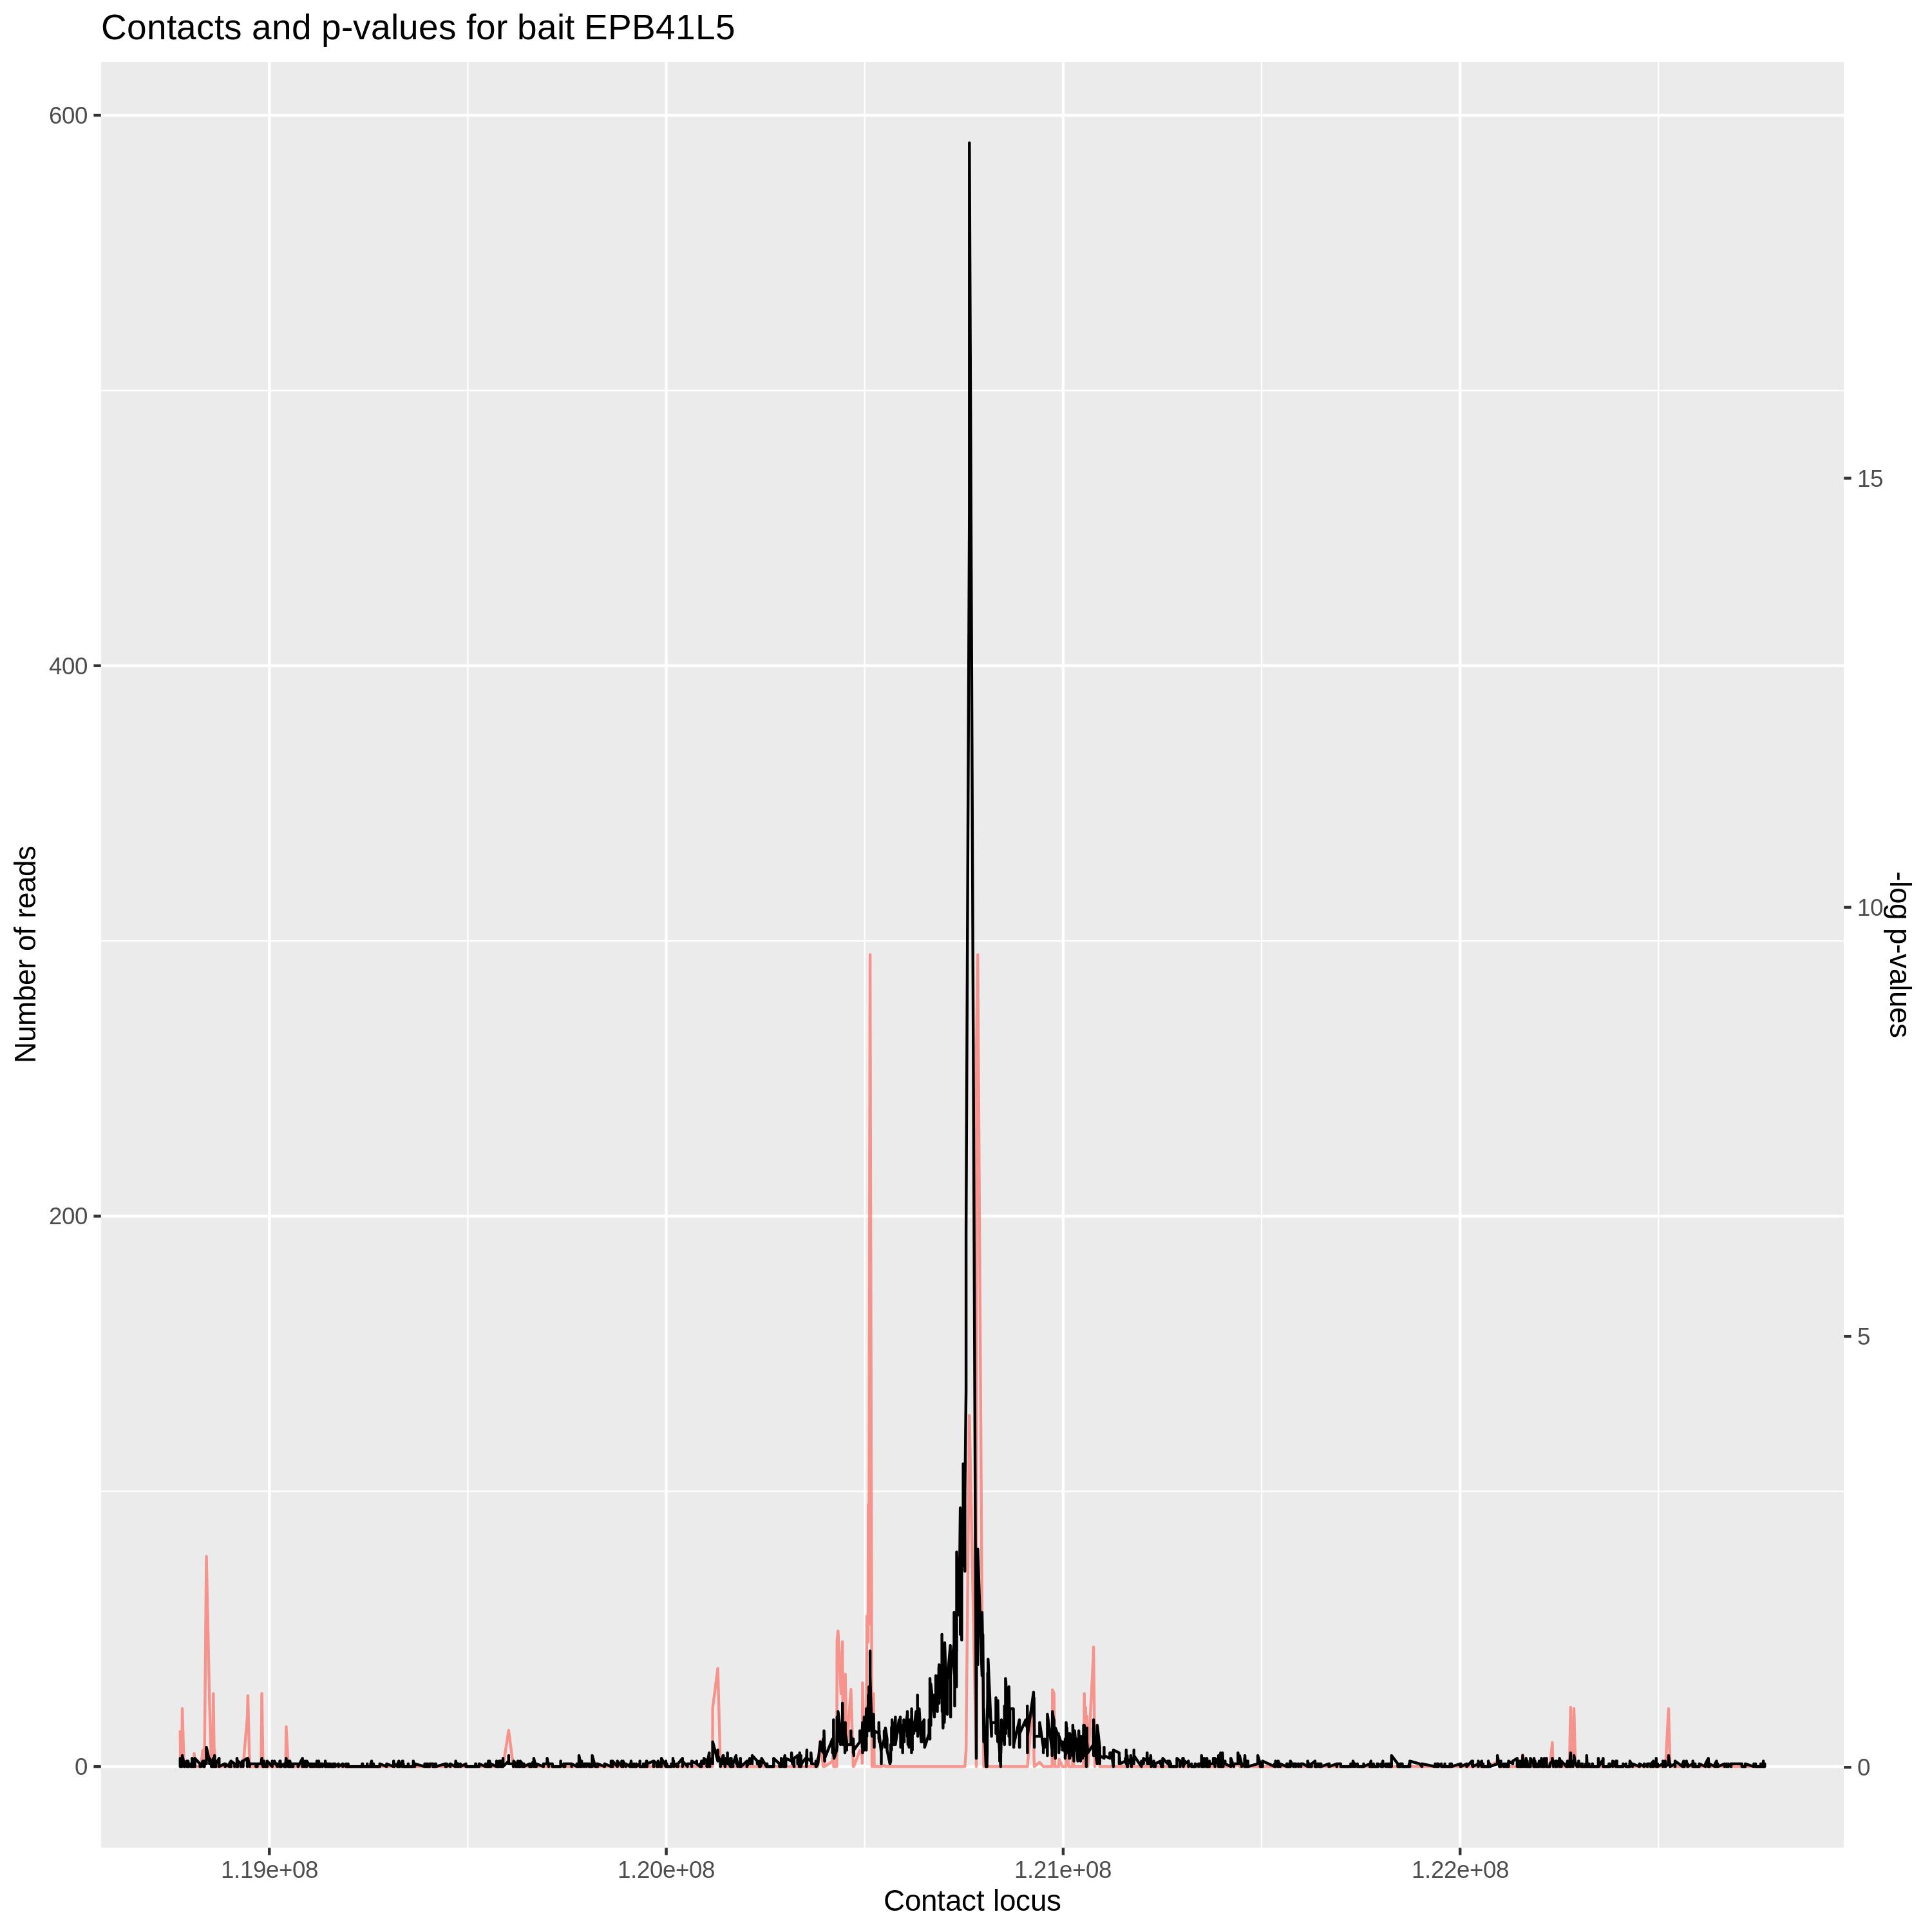 Contacts and p-values for bait EPB41L5
600
400
200
0
Number of reads
15
10
5
0
-log p-values
1.19e+08
1.20e+08
1.21e+08
1.22e+08
Contact locus